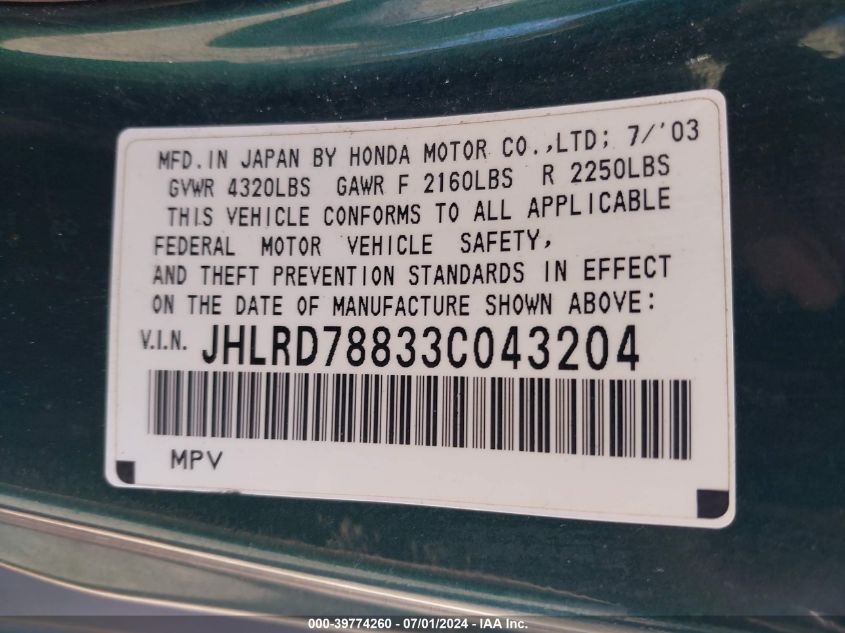 MFD. IN JAPAN BY HONDA MOTOR CO.,LTD; 7/'03
GVWR 4320LBS GAWR F 2160LBS R 2250LBS
THIS VEHICLE CONFORMS TO ALL APPLICABLE
FEDERAL MOTOR VEHICLE SAFETY,
AND THEFT PREVENTION STANDARDS IN EFFECT
ON THE DATE OF MANUFACTURE SHOWN ABOVE:
V.I.N. JHLRD78833C043204
MPV
000-39774260 - 07/01/2024 - IAA Inc.